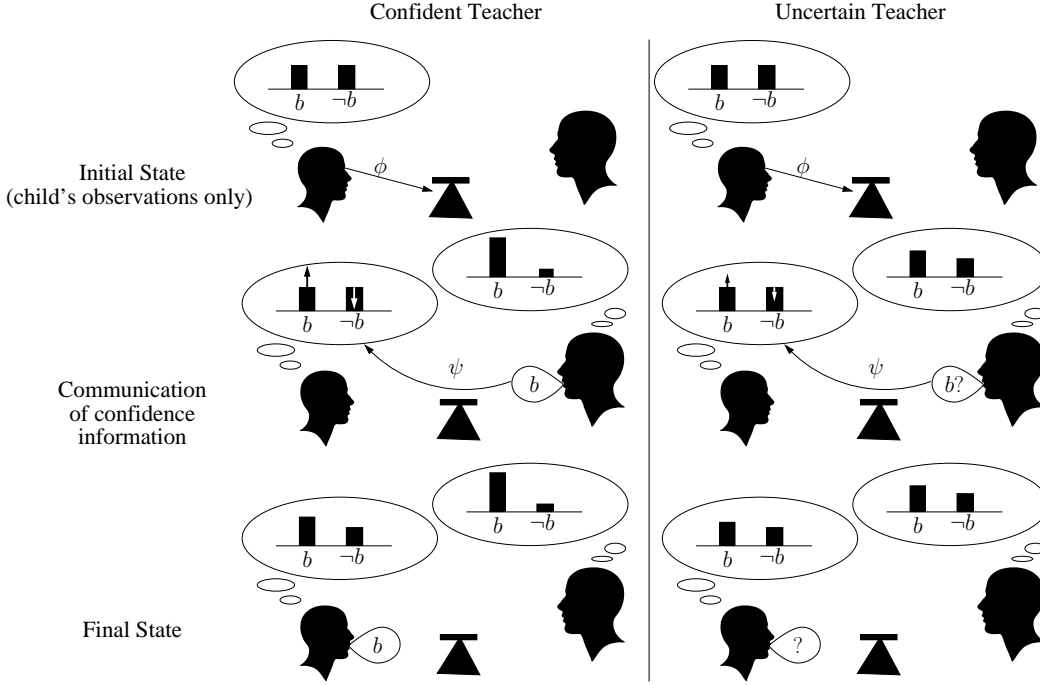 Confident Teacher Uncertain Teacher
b ¬b b ¬b
ϕ ϕ
Initial State
(child's observations only)
b ¬b b ¬b
b ¬b b ¬b
ψ b ψ b?
Communication
of confidence
information
b ¬b b ¬b
b ¬b b ¬b
Final State b ?